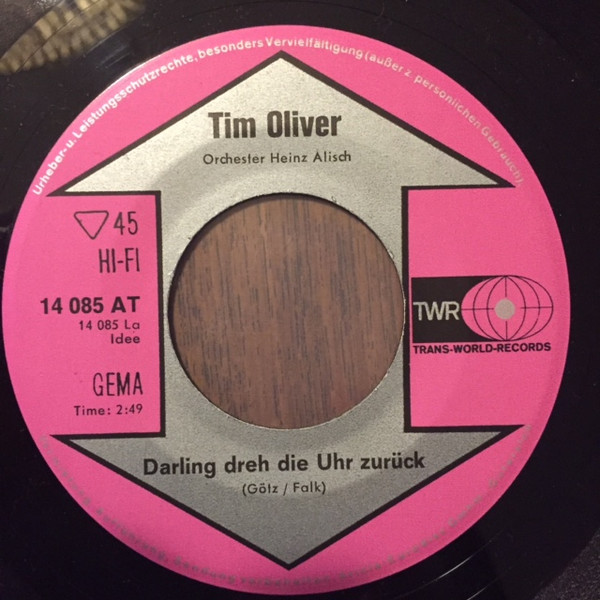 Urheber- u. Leistungsschutzrechte, besonders Vervielfältigung (außer z. persönlichen Gebrauch),
Tim Oliver
Orchester Heinz Alisch
45
HI-FI
14 085 AT
14 085 La
Idee
GEMA
Time: 2:49
TWR
TRANS-WORLD-RECORDS
Darling dreh die Uhr zurück
(Götz / Falk)